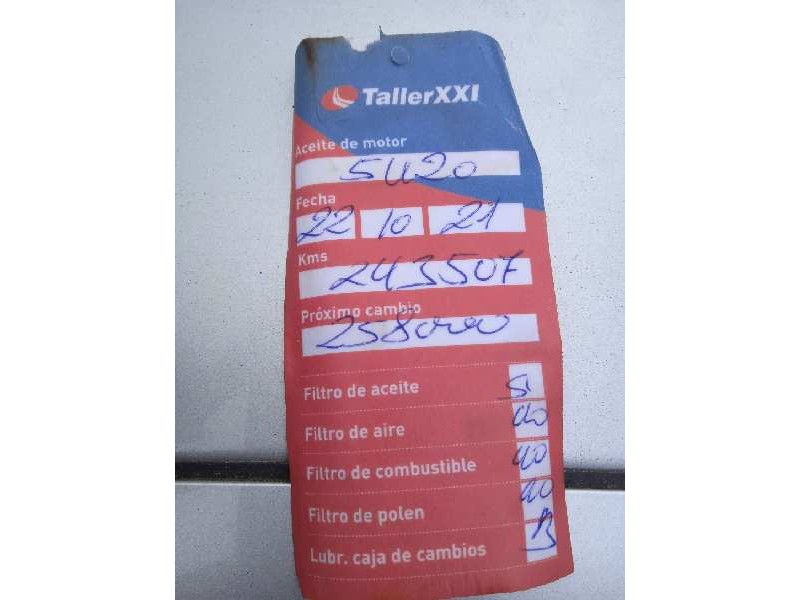 TallerXXI
Aceite de motor
5W20
Fecha
22 10 21
Kms
243507
Próximo cambio
258000
Filtro de aceite Si
Filtro de aire no
Filtro de combustible no
Filtro de polen no
Lubr. caja de cambios